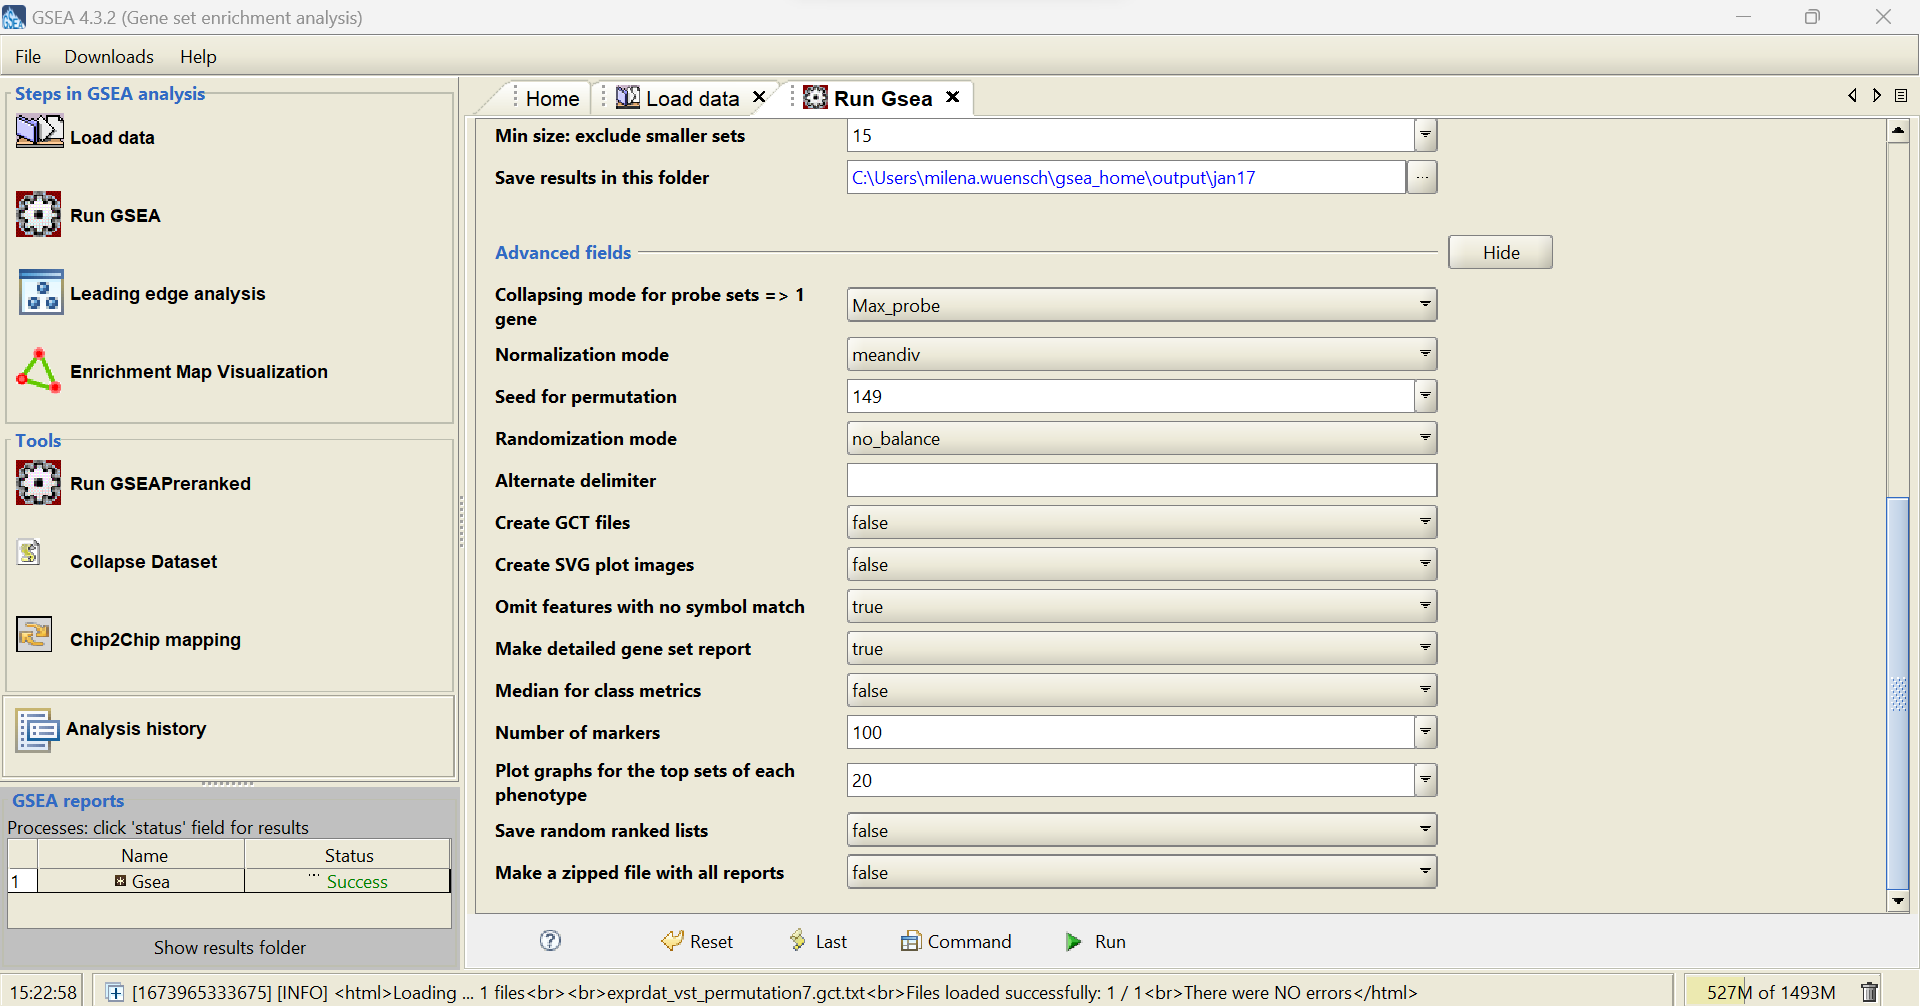 GSEA 4.3.2 (Gene set enrichment analysis)
File Downloads Help
Steps in GSEA analysis
Load data
Run GSEA
Leading edge analysis
Enrichment Map Visualization
Tools
Run GSEAPreranked
Collapse Dataset
Chip2Chip mapping
Analysis history
GSEA reports
Processes: click 'status' field for results
Name Status
1 Gsea ... Success
Show results folder
Home Load data Run Gsea
Min size: exclude smaller sets 15
Save results in this folder C:\Users\milena.wuensch\gsea_home\output\jan17 ...
Advanced fields Hide
Collapsing mode for probe sets => 1
gene Max_probe
Normalization mode meandiv
Seed for permutation 149
Randomization mode no_balance
Alternate delimiter
Create GCT files false
Create SVG plot images false
Omit features with no symbol match true
Make detailed gene set report true
Median for class metrics false
Number of markers 100
Plot graphs for the top sets of each
phenotype 20
Save random ranked lists false
Make a zipped file with all reports false
? Reset Last Command Run
15:22:58 [1673965333675] [INFO] <html>Loading ... 1 files<br><br>exprdat_vst_permutation7.gct.txt<br>Files loaded successfully: 1 / 1<br>There were NO errors</html> 527M of 1493M